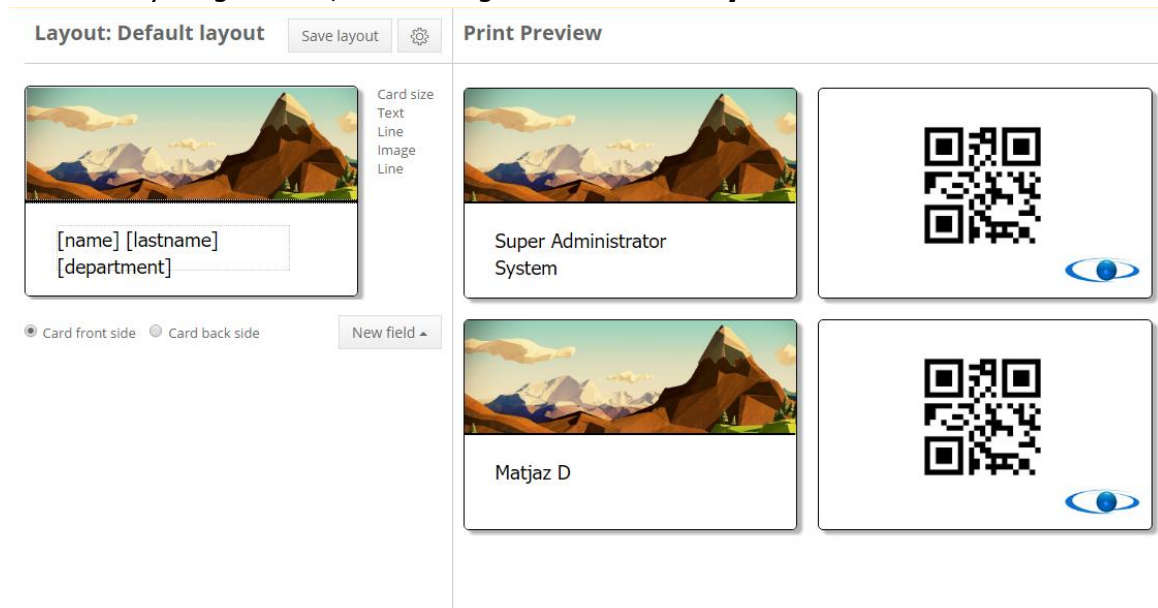 Layout: Default layout
Save layout
Print Preview
Card size
Text
Line
Image
Line
[name] [lastname]
[department]
Card front side
Card back side
New field
Super Administrator
System
Matjaz D